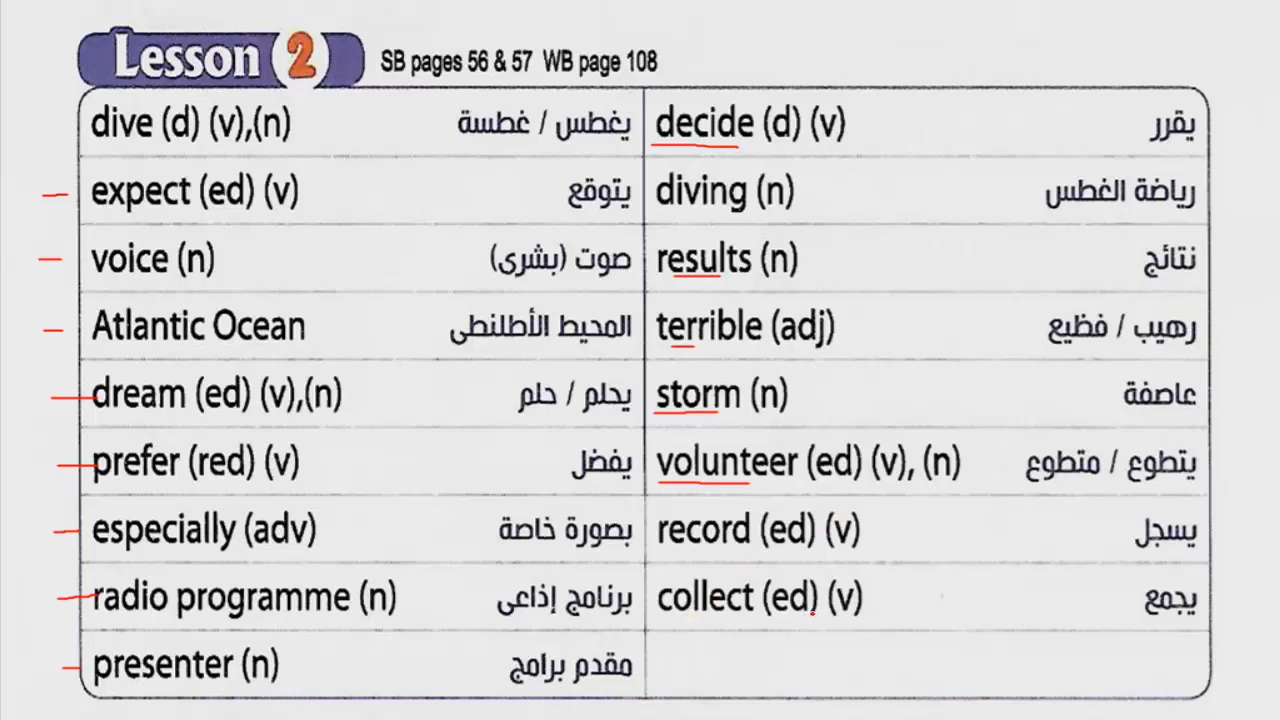 Lesson 2 SB pages 56 & 57 WB page 108
dive (d) (v),(n) يغطس / غطسة
expect (ed) (v) يتوقع
voice (n) صوت (بشرى)
Atlantic Ocean المحيط الأطلنطى
dream (ed) (v),(n) يحلم / حلم
prefer (red) (v) يفضل
especially (adv) بصورة خاصة
radio programme (n) برنامج إذاعى
presenter (n) مقدم برامج
decide (d) (v) يقرر
diving (n) رياضة الغطس
results (n) نتائج
terrible (adj) رهيب / فظيع
storm (n) عاصفة
volunteer (ed) (v), (n) يتطوع / متطوع
record (ed) (v) يسجل
collect (ed) (v) يجمع